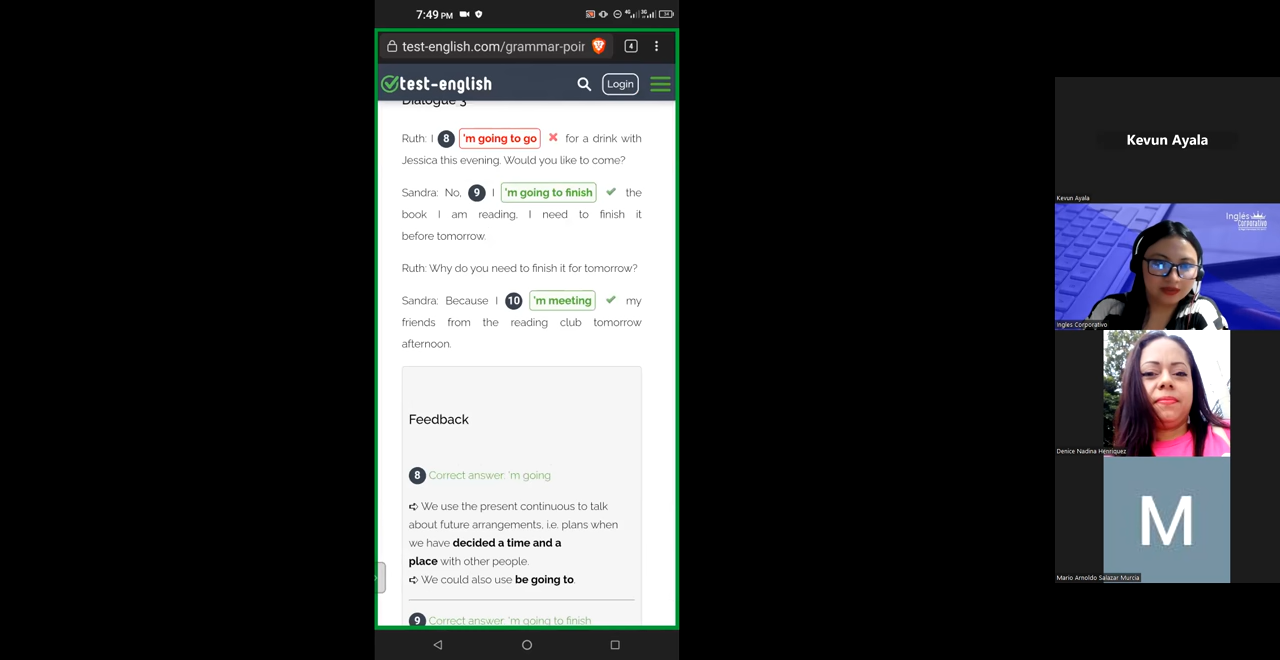 7:49 PM
test-english.com/grammar-poir
4
test-english
Login
Dialogue 3
Ruth: I 8 'm going to go for a drink with
Jessica this evening. Would you like to come?
Sandra: No, 9 I 'm going to finish the
book I am reading. I need to finish it
before tomorrow.
Ruth: Why do you need to finish it for tomorrow?
Sandra: Because I 10 'm meeting my
friends from the reading club tomorrow
afternoon.
Feedback
8 Correct answer: 'm going
➪ We use the present continuous to talk
about future arrangements, i.e. plans when
we have decided a time and a
place with other people.
➪ We could also use be going to.
9 Correct answer: 'm going to finish
Kevun Ayala
Kevun Ayala
Inglés
Corporativo
Ingles Corporativo
Denice Nadina Henriquez
M
Mario Arnoldo Salazar Murcia